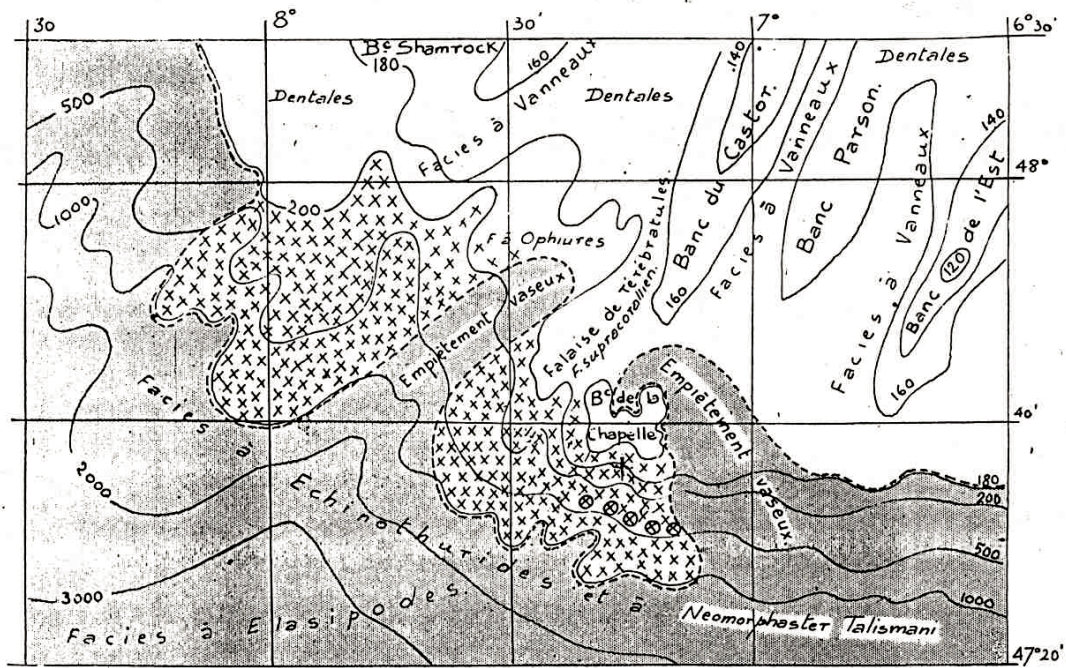 30
8°
30'
7°
6°30
Bc Shamrock
180
160
140
Dentales
Dentales
Dentales
Facies à Vanneaux
500
1000
200
48°
Banc du Castor.
160
Facies à Vanneaux
Banc Parson.
Facies à Vanneaux
140
Banc 120 de l'Est
160
F. à Ophiures
Falaise de Térébratules.
F. supracorallien.
Empiètement vaseux
Empiètement vaseux.
Bc de la
Chapelle
40'
180
200
500
1000
2000
3000
Facies à Echinothurides et à
Neomorphaster Talismani
Facies à Elasipodes.
47°20'